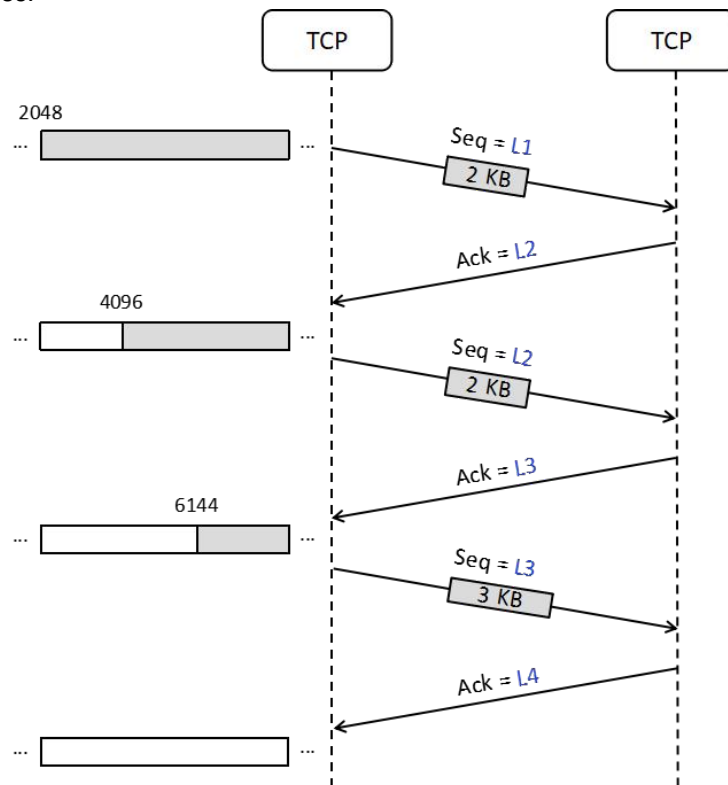 TCP
TCP
2048
... ...
Seq = L1
2 KB
Ack = L2
4096
... ...
Seq = L2
2 KB
Ack = L3
6144
... ...
Seq = L3
3 KB
Ack = L4
... ...